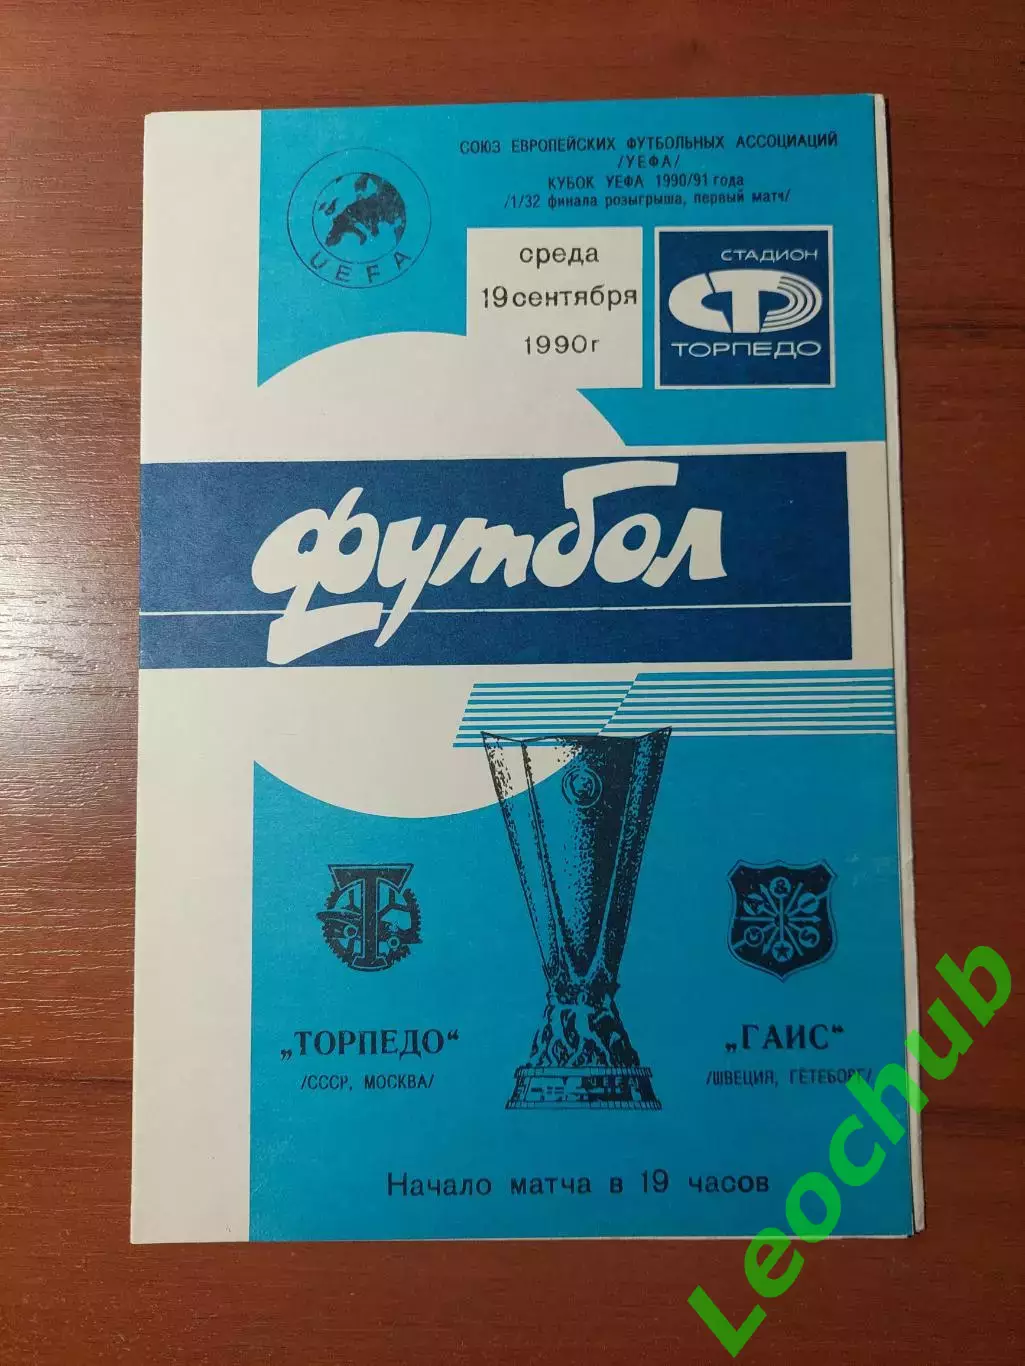 СОЮЗ ЕВРОПЕЙСКИХ ФУТБОЛЬНЫХ АССОЦИАЦИЙ
/УЕФА/
КУБОК УЕФА 1990/91 года
/1/32 финала розыгрыша, первый матч/
UEFA
среда
19 сентября
1990г
СТАДИОН
ТОРПЕДО
футбол
„ТОРПЕДО“
/СССР, МОСКВА/
„ГАИС“
/ШВЕЦИЯ, ГЁТЕБОРГ/
Начало матча в 19 часов
Leochub